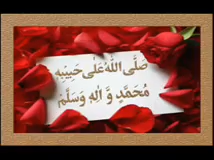 صَلَّی اللّٰهُ عَلٰی حَبِیْبِهٖ
مُحَمَّدٍ وَّاٰلِهٖ وَسَلَّمَ